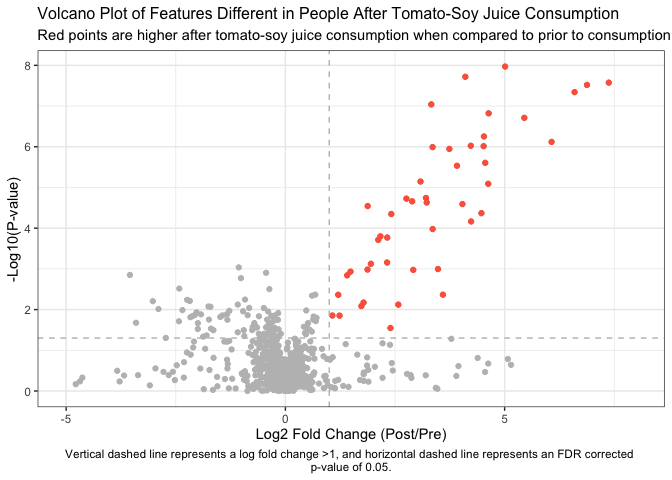 Volcano Plot of Features Different in People After Tomato-Soy Juice Consumption
Red points are higher after tomato-soy juice consumption when compared to prior to consumption
8
6
4
2
0
-Log10(P-value)
-5
0
5
Log2 Fold Change (Post/Pre)
Vertical dashed line represents a log fold change >1, and horizontal dashed line represents an FDR corrected
p-value of 0.05.